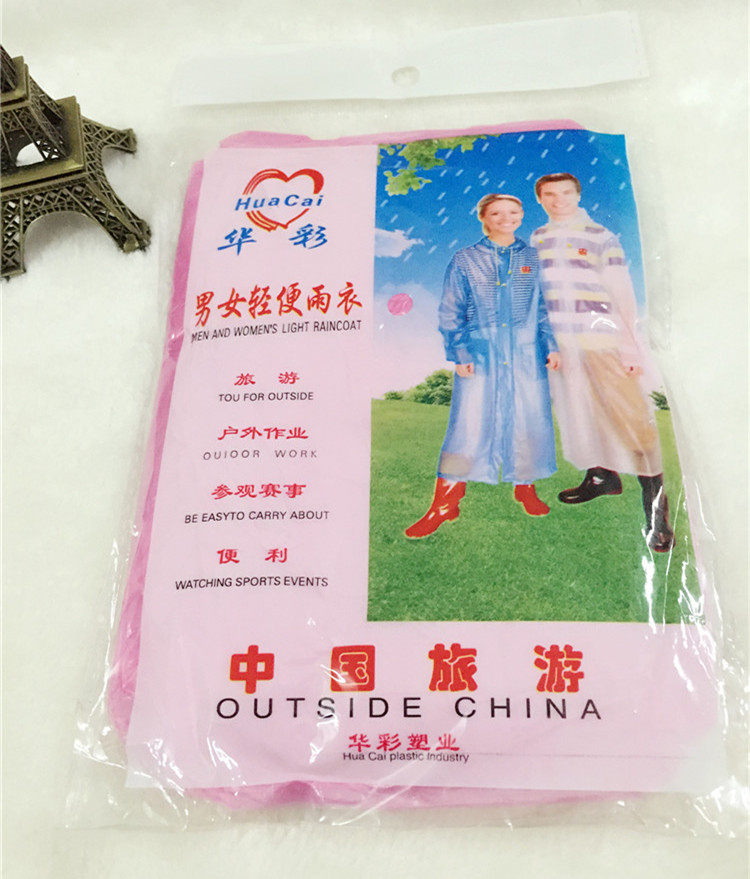 HuaCai
华彩
男女轻便雨衣
MEN AND WOMEN'S LIGHT RAINCOAT
旅游
TOU FOR OUTSIDE
户外作业
OUIOOR WORK
参观赛事
BE EASYTO CARRY ABOUT
便利
WATCHING SPORTS EVENTS
中国旅游
OUTSIDE CHINA
华彩塑业
Hua Cai plastic Industry